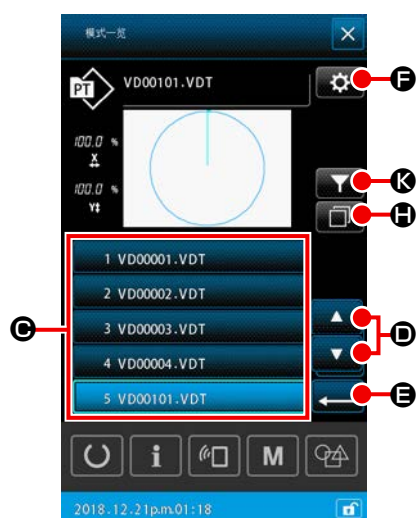 模式一览
PT VD00101.VDT
F
100.0 %
X
K
100.0 %
Y
H
1 VD00001.VDT
2 VD00002.VDT
C
3 VD00003.VDT
D
4 VD00004.VDT
5 VD00101.VDT
E
i M
2018.12.21p.m.01:18